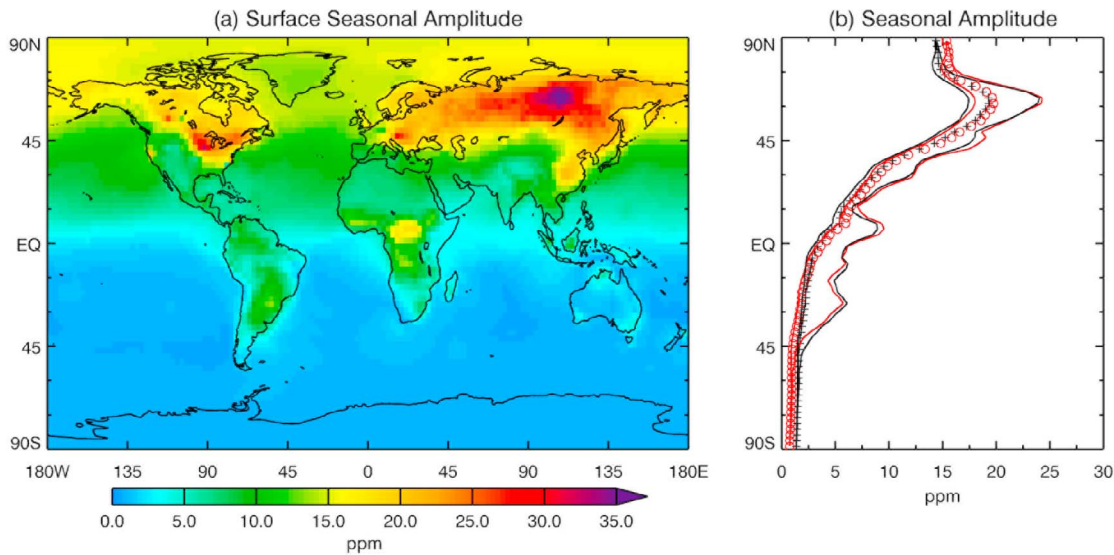 (a) Surface Seasonal Amplitude
90N
45
EQ
45
90S
180W 135 90 45 0 45 90 135 180E
0.0 5.0 10.0 15.0 20.0 25.0 30.0 35.0
ppm
(b) Seasonal Amplitude
90N
45
EQ
45
90S
0 5 10 15 20 25 30
ppm